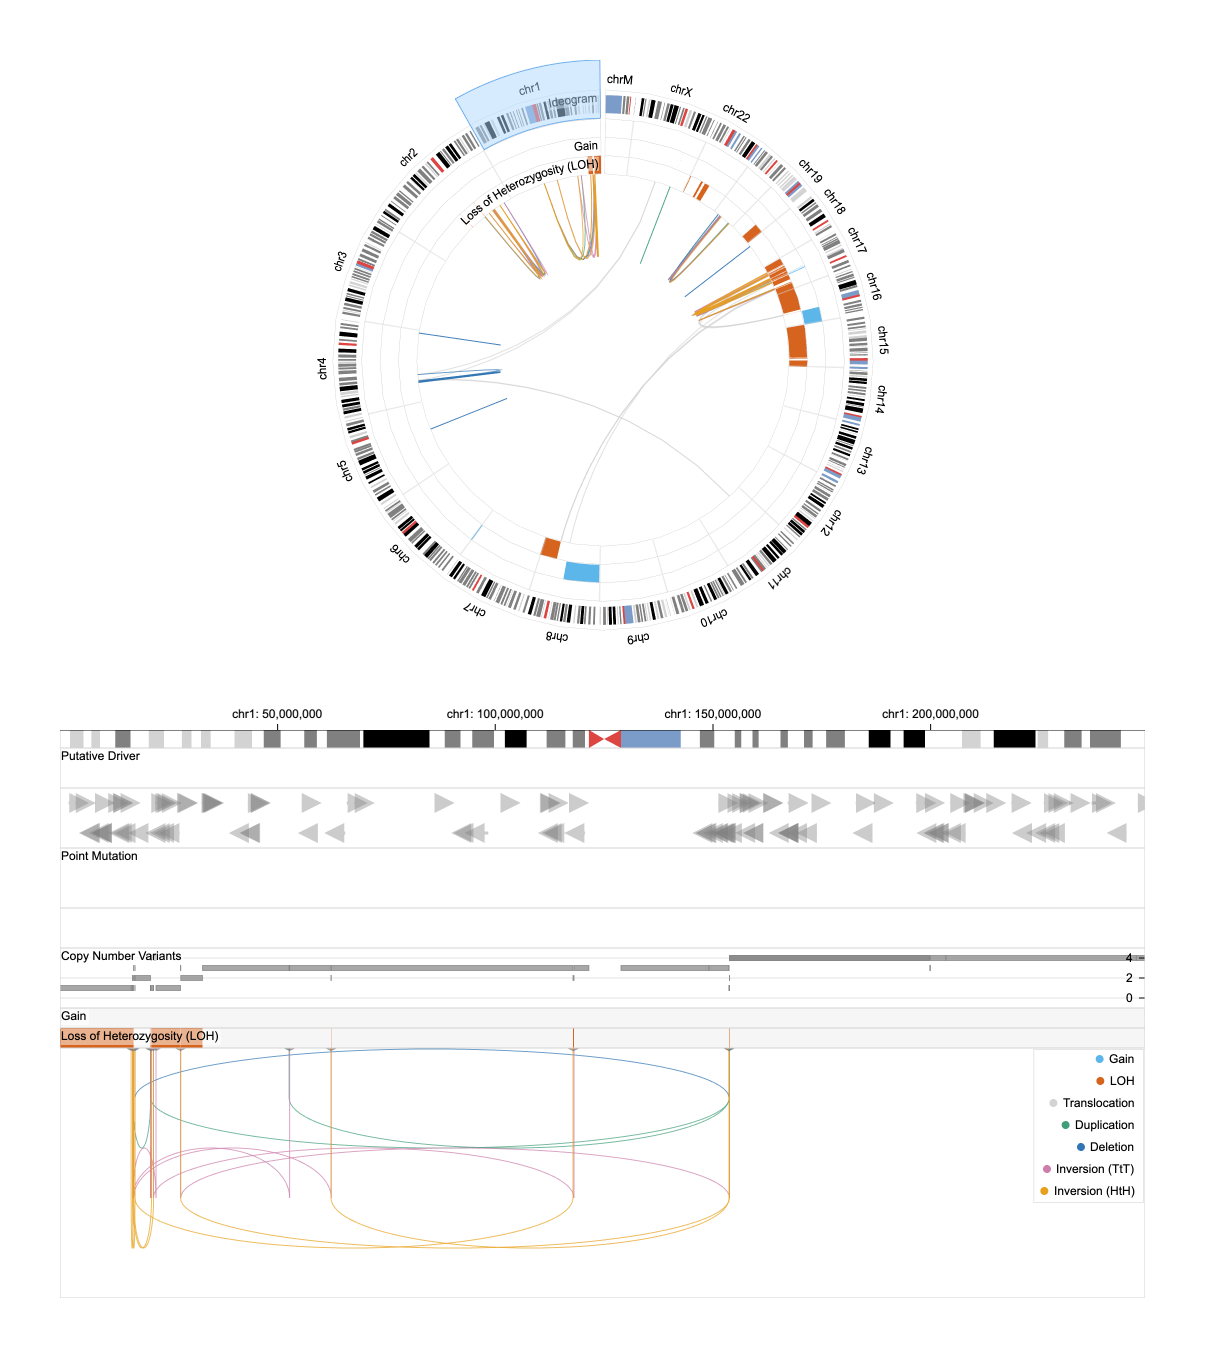 chrM
chrX
chr1
Ideogram
chr22
Gain
chr2
Loss of Heterozygosity (LOH)
chr19
chr18
chr17
chr3
chr16
chr15
chr4
chr14
chr5
chr13
chr12
chr6
chr11
chr7
chr10
chr8
chr9
chr1: 50,000,000
chr1: 100,000,000
chr1: 150,000,000
chr1: 200,000,000
Putative Driver
Point Mutation
Copy Number Variants
4
2
0
Gain
Loss of Heterozygosity (LOH)
Gain
LOH
Translocation
Duplication
Deletion
Inversion (TtT)
Inversion (HtH)